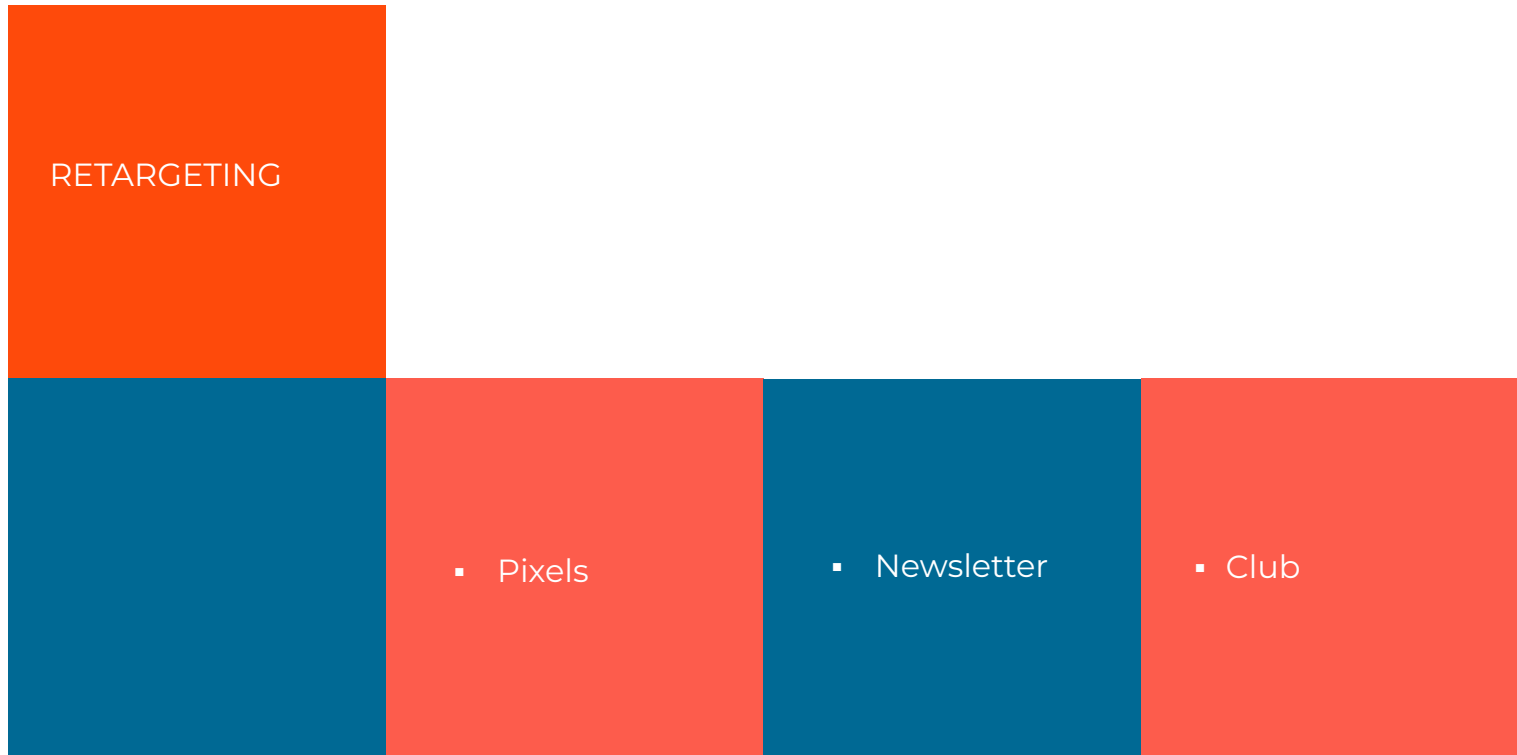 RETARGETING
▪ Pixels
▪ Newsletter
▪ Club